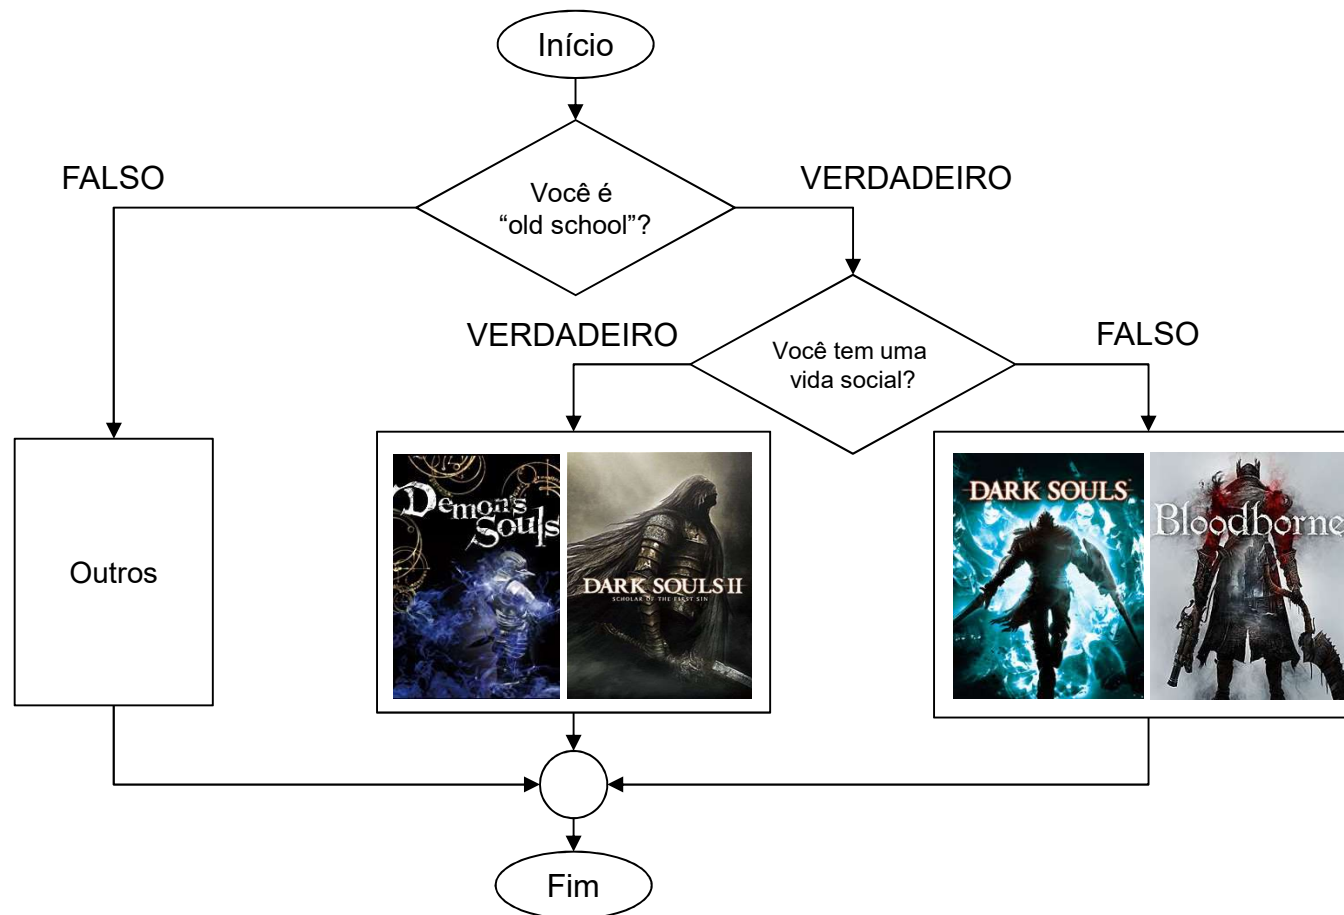 Início
FALSO
VERDADEIRO
Você é
“old school”?
VERDADEIRO
FALSO
Você tem uma
vida social?
Outros
Demon's
Souls
DARK SOULS II
SCHOLAR OF THE FIRST SIN
DARK SOULS
Bloodborne
Fim